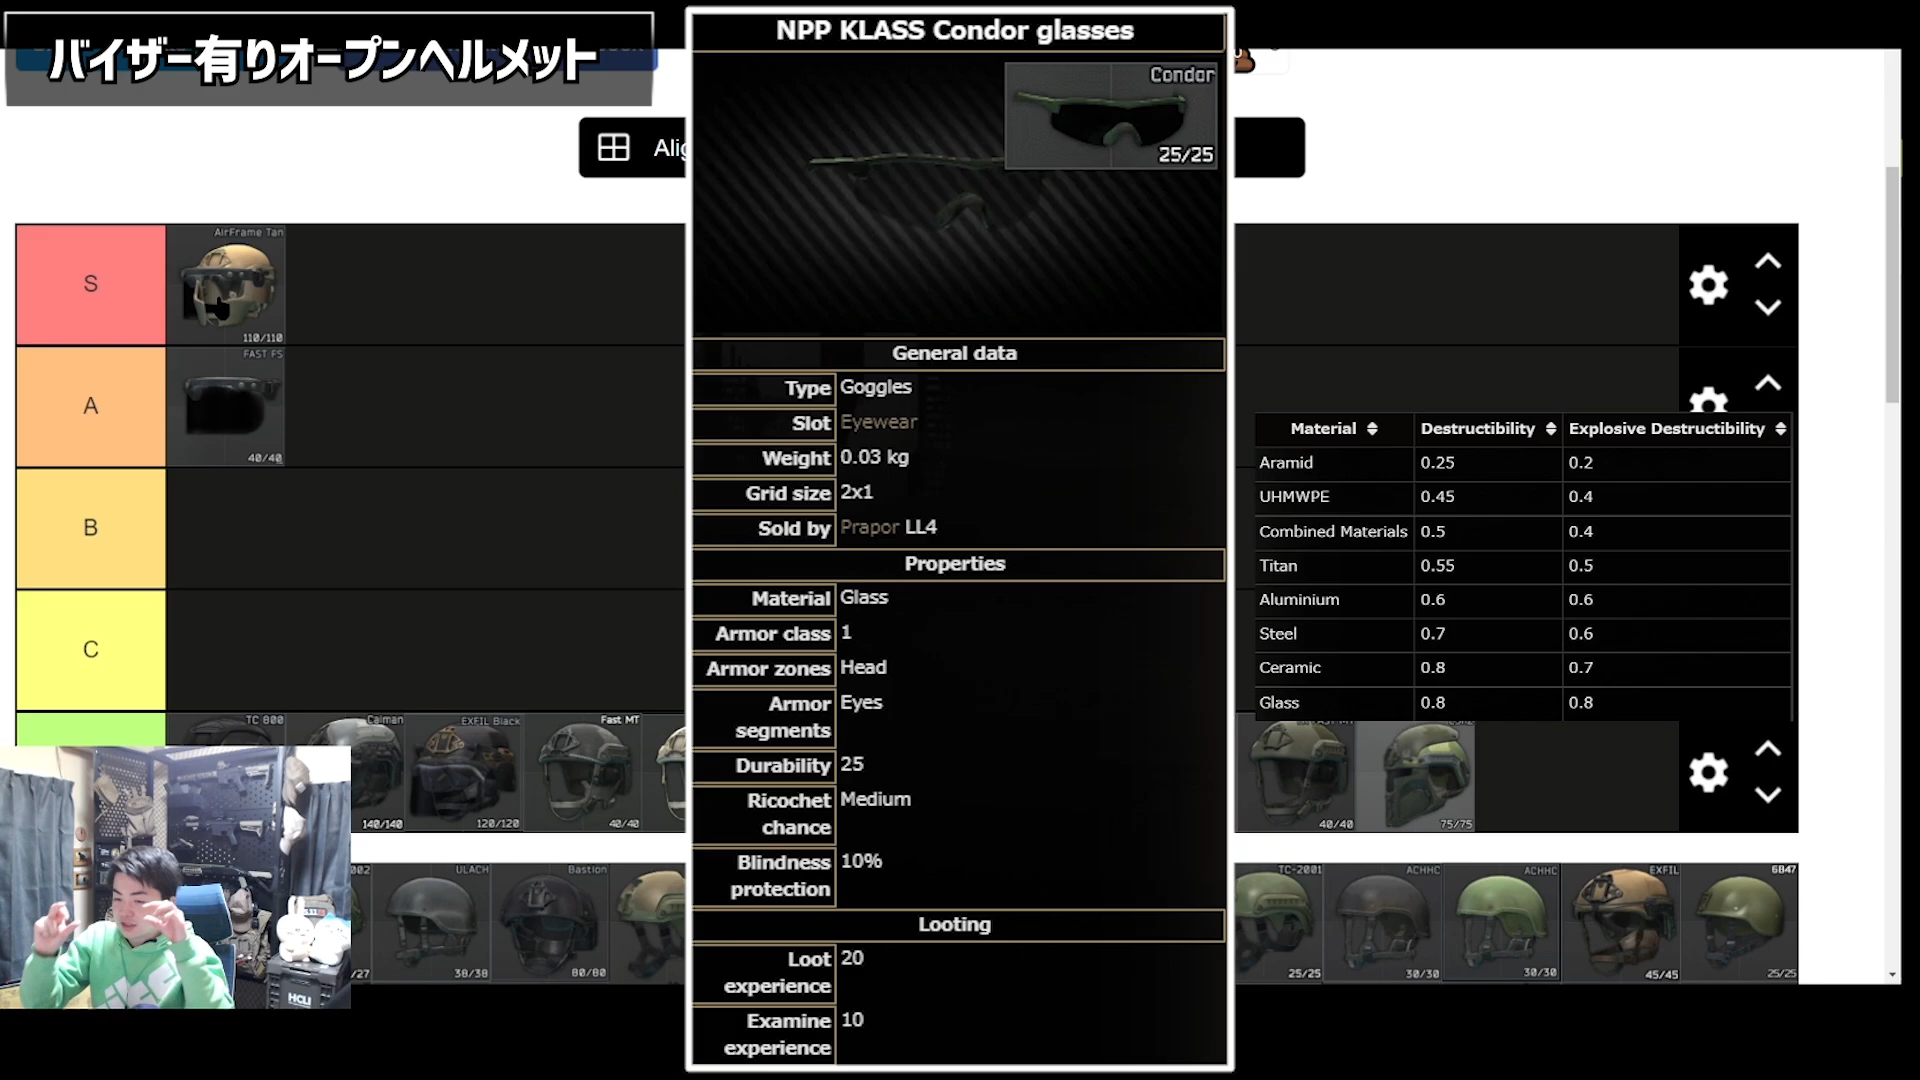 バイザー有りオープンヘルメット
Alig
S
AirFrame Tan
110/110
A
FAST FS
40/40
B
C
TC 800
Caiman
140/140
EXFIL Black
120/120
Fast MT
40/40
40/40
75/75
ULACH
38/38
Bastion
80/80
TC-2001
25/25
ACHHC
30/30
ACHHC
30/30
EXFIL
45/45
6B47
25/25
NPP KLASS Condor glasses
Condor
25/25
General data
Type Goggles
Slot Eyewear
Weight 0.03 kg
Grid size 2x1
Sold by Prapor LL4
Properties
Material Glass
Armor class 1
Armor zones Head
Armor segments Eyes
Durability 25
Ricochet chance Medium
Blindness protection 10%
Looting
Loot experience 20
Examine experience 10
Material Destructibility Explosive Destructibility
Aramid 0.25 0.2
UHMWPE 0.45 0.4
Combined Materials 0.5 0.4
Titan 0.55 0.5
Aluminium 0.6 0.6
Steel 0.7 0.6
Ceramic 0.8 0.7
Glass 0.8 0.8